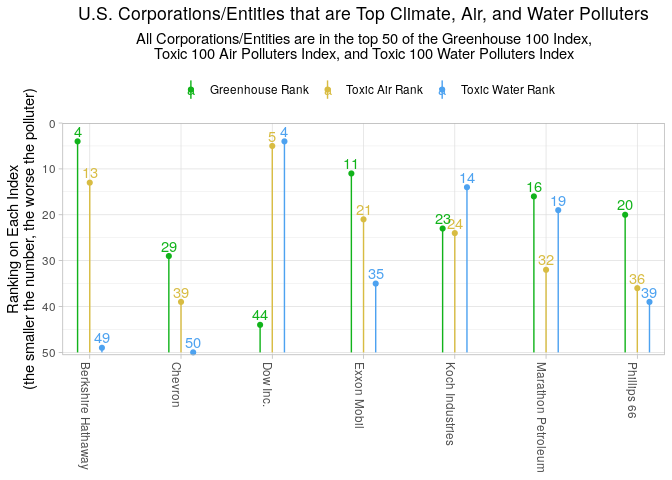 U.S. Corporations/Entities that are Top Climate, Air, and Water Polluters
All Corporations/Entities are in the top 50 of the Greenhouse 100 Index,
Toxic 100 Air Polluters Index, and Toxic 100 Water Polluters Index
a Greenhouse Rank a Toxic Air Rank a Toxic Water Rank
Ranking on Each Index
(the smaller the number, the worse the polluter)
0
10
20
30
40
50
4
13
49
29
39
50
44
5
4
11
21
35
23
24
14
16
32
19
20
36
39
Berkshire Hathaway
Chevron
Dow Inc.
Exxon Mobil
Koch Industries
Marathon Petroleum
Phillips 66